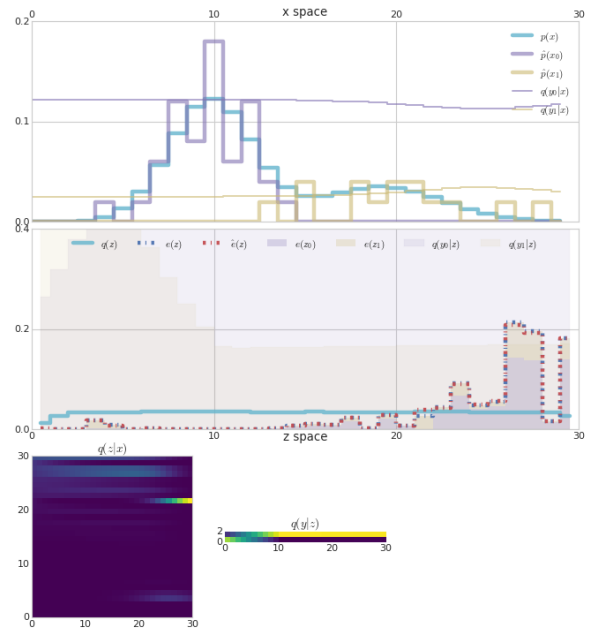 x space
0 10 20 30
0.2
p(x)
p̂(x₀)
p̂(x₁)
q(y₀|x)
q(y₁|x)
0.1
0.0
0.4
q(z) e(z) ê(z) e(z₀) e(z₁) q(y₀|z) q(y₁|z)
0.2
0.0
0 10 20 30
z space
q(z|x)
30
20
10
0
0 10 20 30
q(y|z)
2
0
0 10 20 30